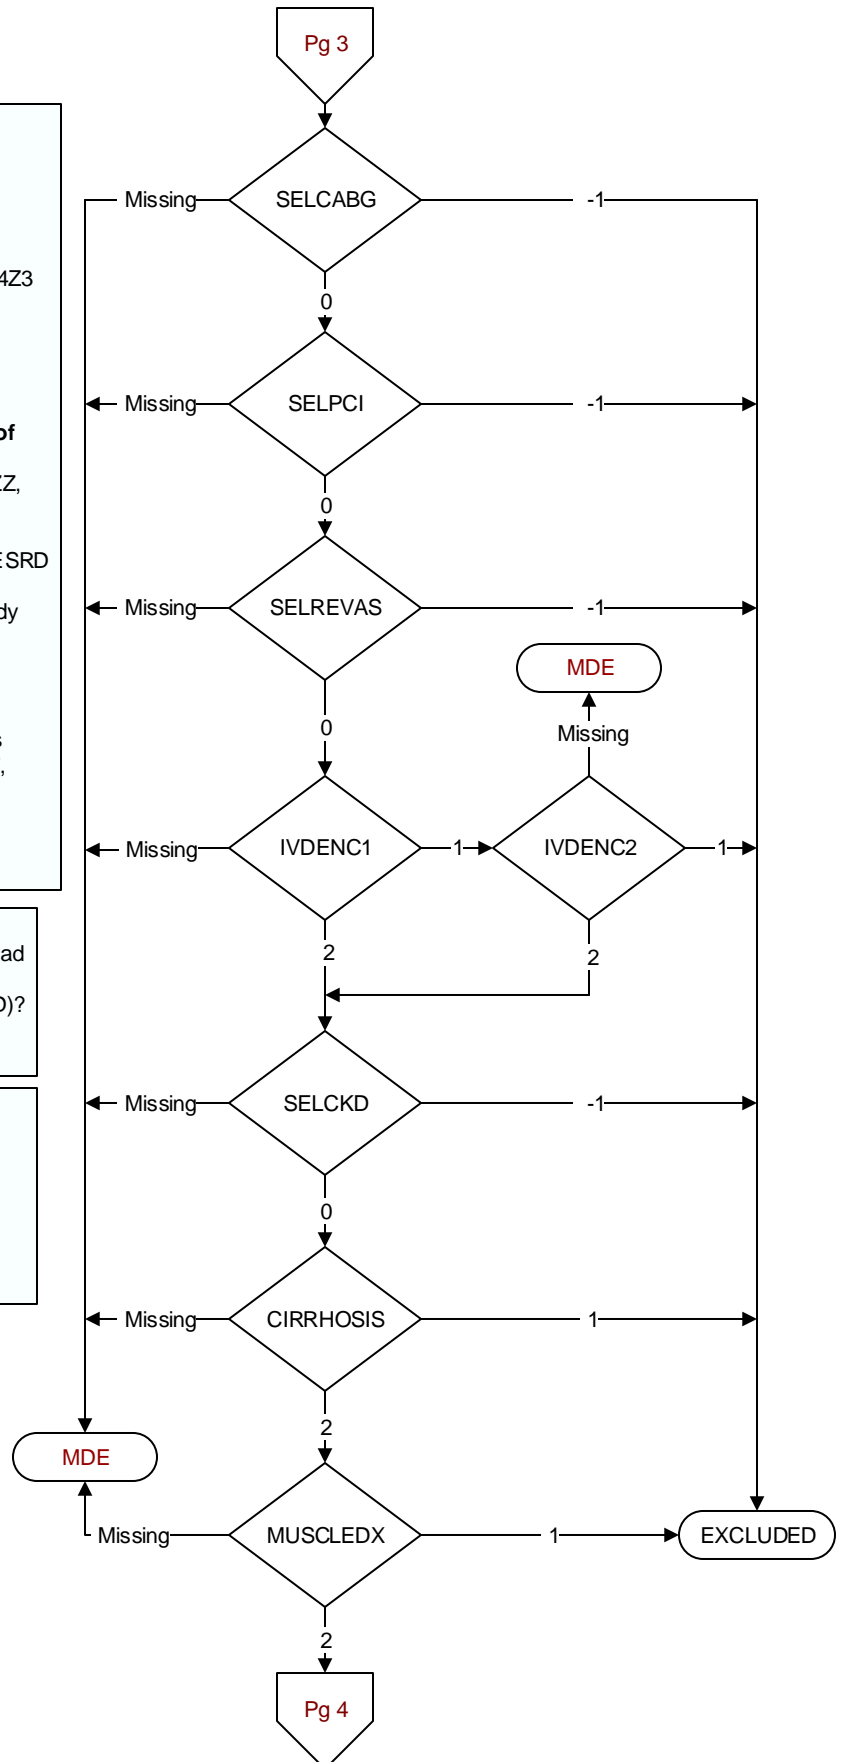 Pg 3
Missing
SELCABG
-1
4Z3
0
Missing
SELPCI
-1
of
ZZ,
0
ESRD
Missing
SELREVAS
-1
dy
MDE
0
Missing
s
,
Missing
IVDENC1
1
IVDENC2
1
2
2
ad
D)?
Missing
SELCKD
-1
0
Missing
CIRRHOSIS
1
2
MDE
Missing
MUSCLEDX
1
EXCLUDED
2
Pg 4